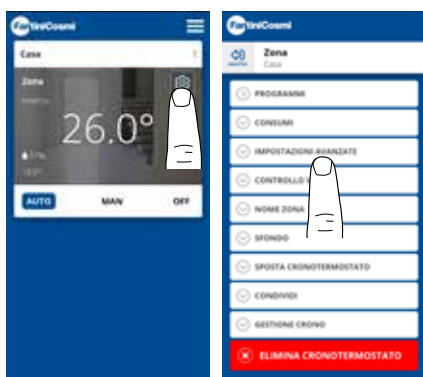 FantiniCosmi
Casa
Zona
26.0°
AUTO MAN OFF
FantiniCosmi
Zona
Casa
PROGRAMMI
CONSUMI
IMPOSTAZIONI AVANZATE
CONTROLLO
NOME ZONA
SFONDO
SPOSTA CRONOTERMOSTATO
CONDIVIDI
GESTIONE CRONO
ELIMINA CRONOTERMOSTATO